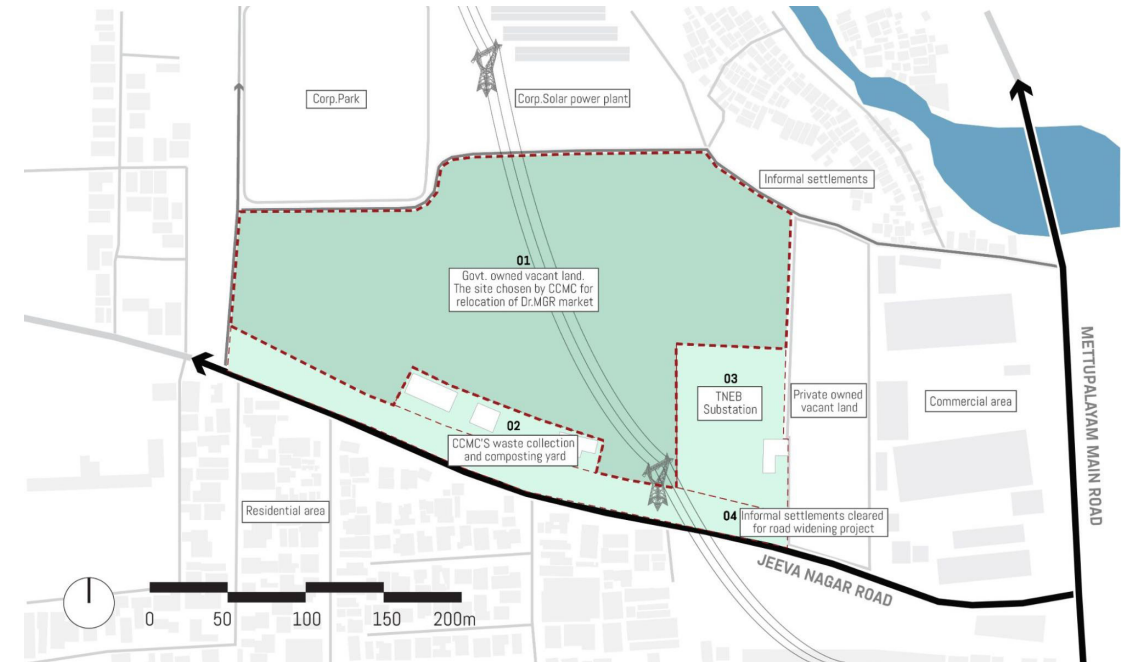 Corp.Park
Corp.Solar power plant
Informal settlements
01
Govt. owned vacant land.
The site chosen by CCMC for
relocation of Dr.MGR market
03
TNEB
Substation
Private owned
vacant land
Commercial area
METTUPALAYAM MAIN ROAD
02
CCMC'S waste collection
and composting yard
Residential area
04
Informal settlements cleared
for road widening project
JEEVA NAGAR ROAD
0 50 100 150 200m